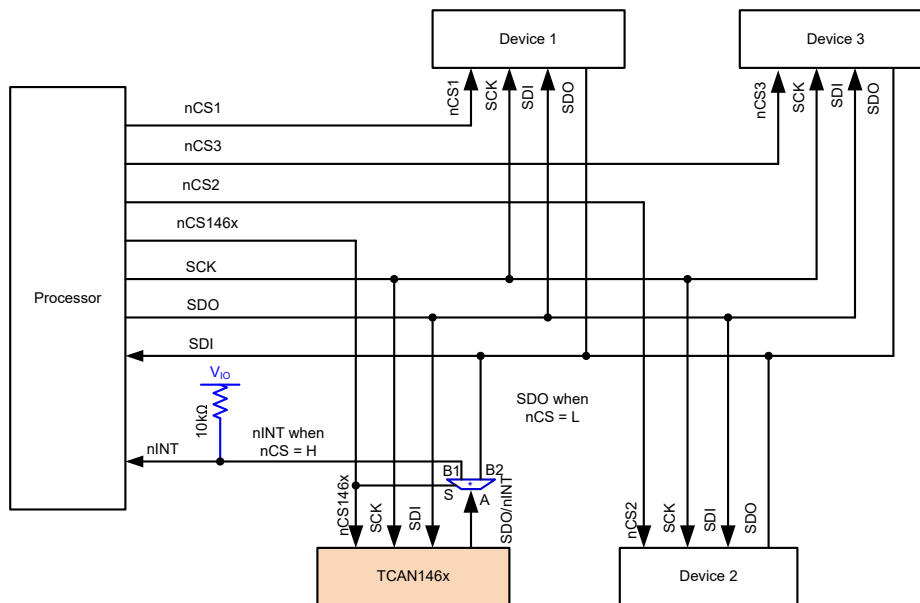 Device 1
Device 3
nCS1
SCK
SDI
SDO
nCS3
SCK
SDI
SDO
Processor
nCS1
nCS3
nCS2
nCS146x
SCK
SDO
SDI
VIO
10kΩ
nINT
nINT when
nCS = H
SDO when
nCS = L
B1
B2
*
S
A
nCS146x
SCK
SDI
SDO/nINT
nCS2
SCK
SDI
SDO
TCAN146x
Device 2